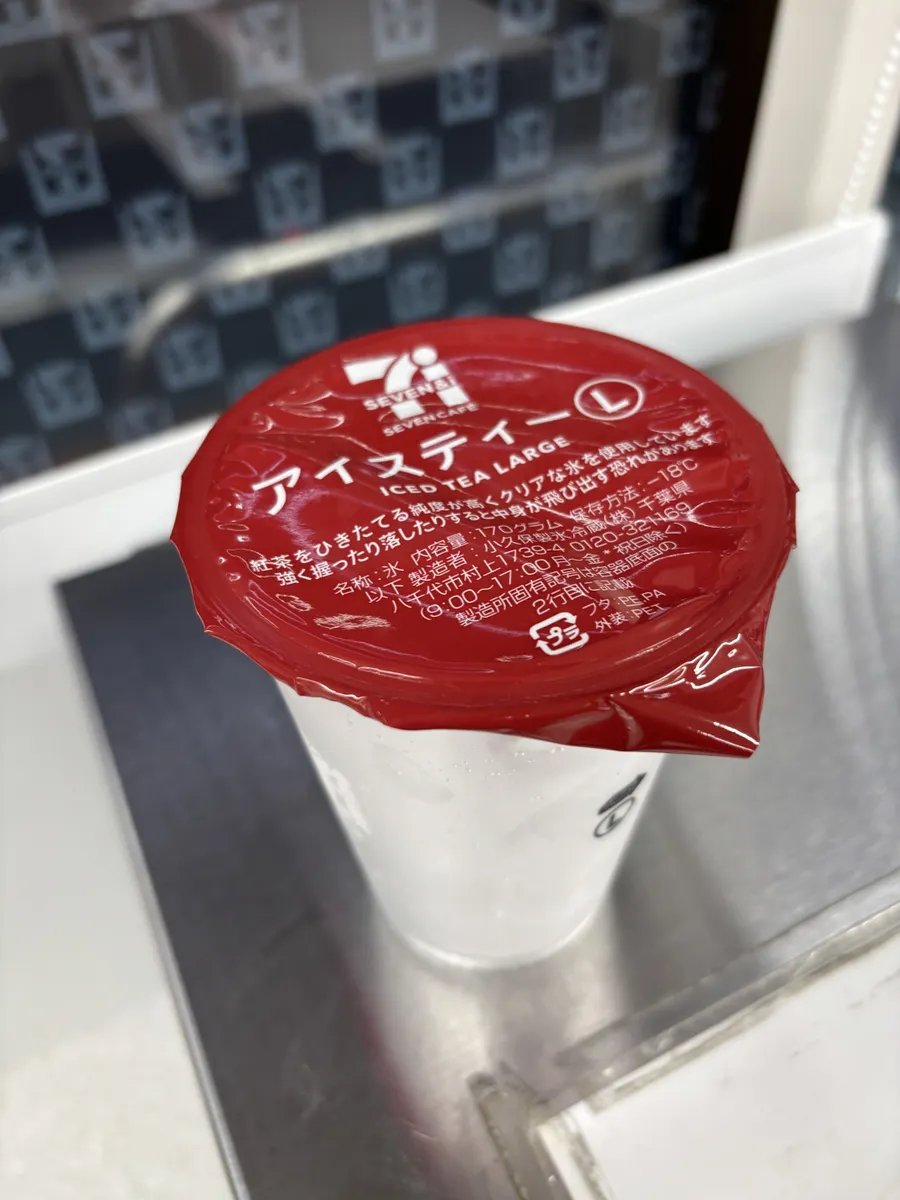 SEVEN&i
SEVEN CAFÉ
アイスティー Ⓛ
ICED TEA LARGE
紅茶をひきたてる純度が高くクリアな氷を使用しています
強く握ったり落したりすると中身が飛び出す恐れがあります
名称:氷 内容量:170グラム 保存方法:−18℃
以下 製造者:小久保製氷冷蔵(株) 千葉県
八千代市村上1739-4 0120-321169
(9:00〜17:00 月〜金・祝日除く)
製造所固有記号は容器底面の
2行目に記載
プラ フタ:PE,PA
外装:PET
Ⓛ